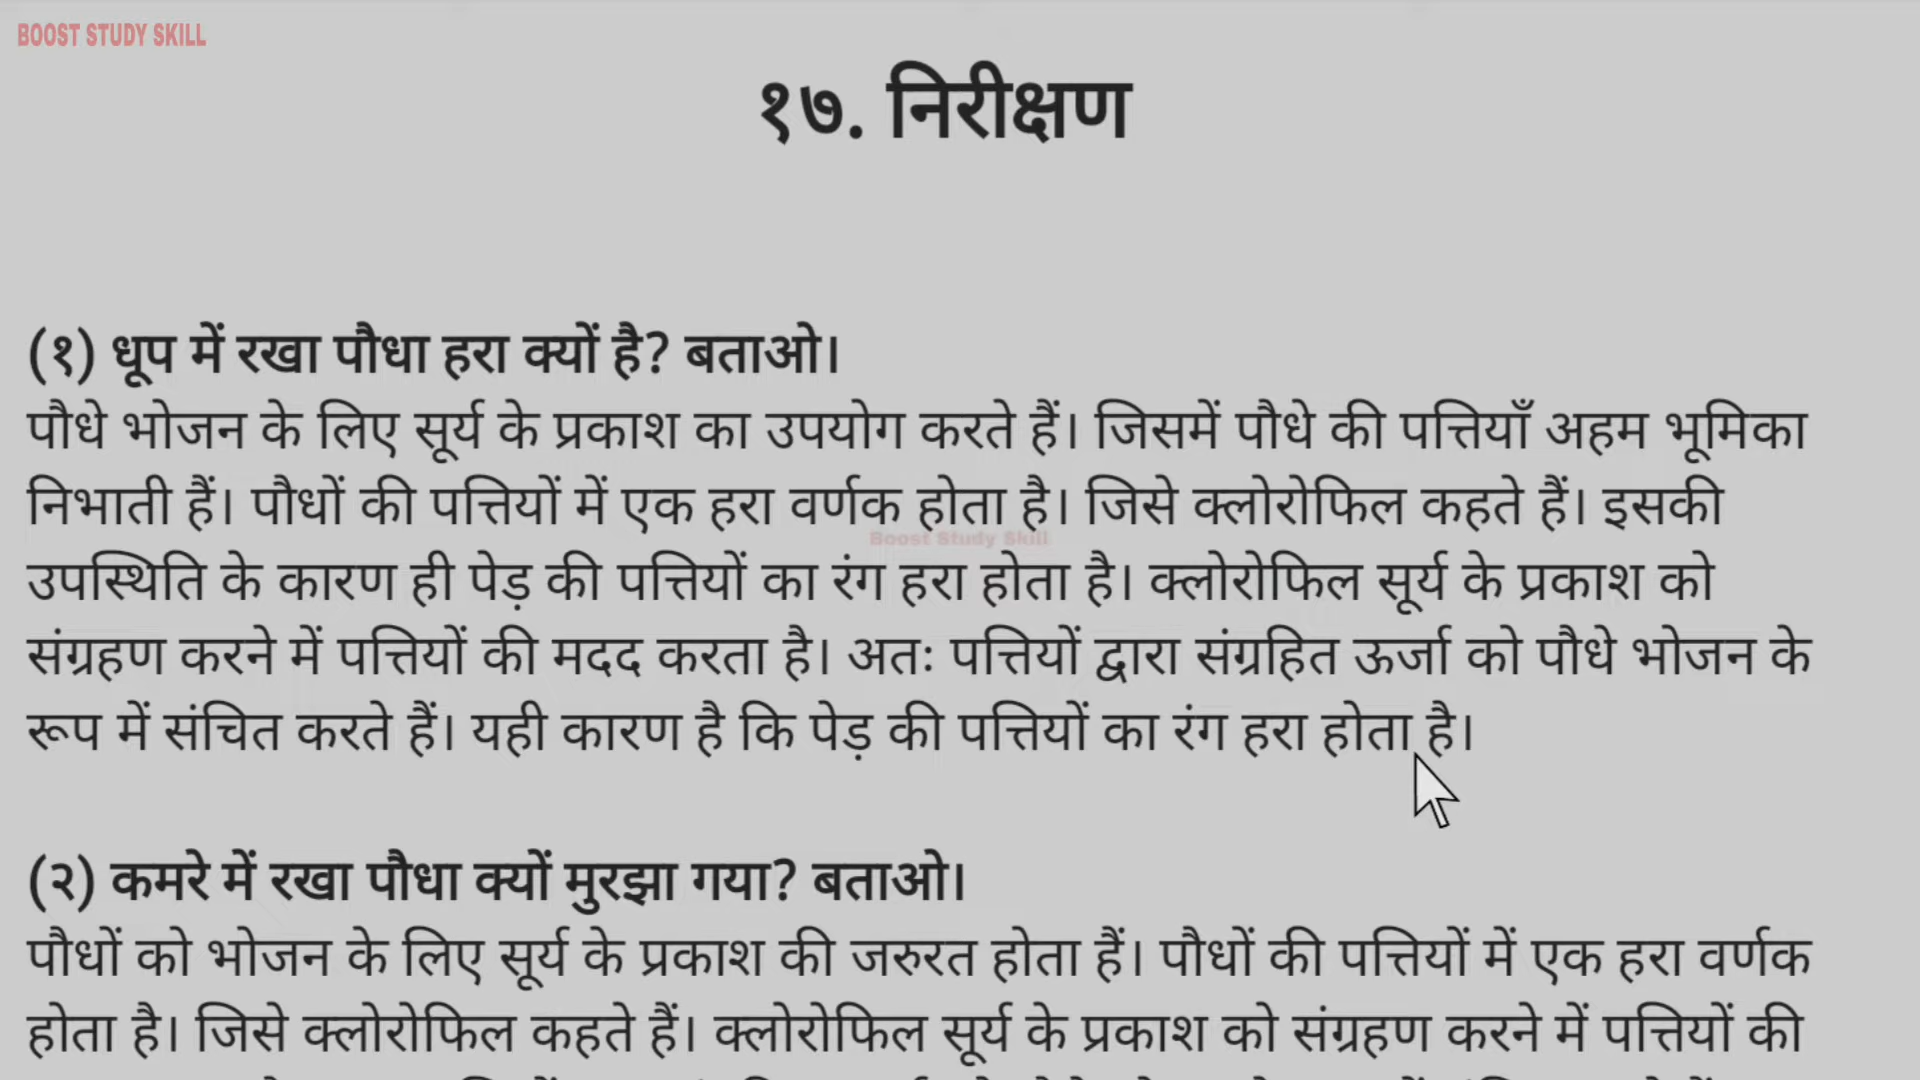 BOOST STUDY SKILL
१७. निरीक्षण
(१) धूप में रखा पौधा हरा क्यों है? बताओ।
पौधे भोजन के लिए सूर्य के प्रकाश का उपयोग करते हैं। जिसमें पौधे की पत्तियाँ अहम भूमिका
निभाती हैं। पौधों की पत्तियों में एक हरा वर्णक होता है। जिसे क्लोरोफिल कहते हैं। इसकी
Boost Study Skill
उपस्थिति के कारण ही पेड़ की पत्तियों का रंग हरा होता है। क्लोरोफिल सूर्य के प्रकाश को
संग्रहण करने में पत्तियों की मदद करता है। अतः पत्तियों द्वारा संग्रहित ऊर्जा को पौधे भोजन के
रूप में संचित करते हैं। यही कारण है कि पेड़ की पत्तियों का रंग हरा होता है।
(२) कमरे में रखा पौधा क्यों मुरझा गया? बताओ।
पौधों को भोजन के लिए सूर्य के प्रकाश की जरुरत होता हैं। पौधों की पत्तियों में एक हरा वर्णक
होता है। जिसे क्लोरोफिल कहते हैं। क्लोरोफिल सूर्य के प्रकाश को संग्रहण करने में पत्तियों की